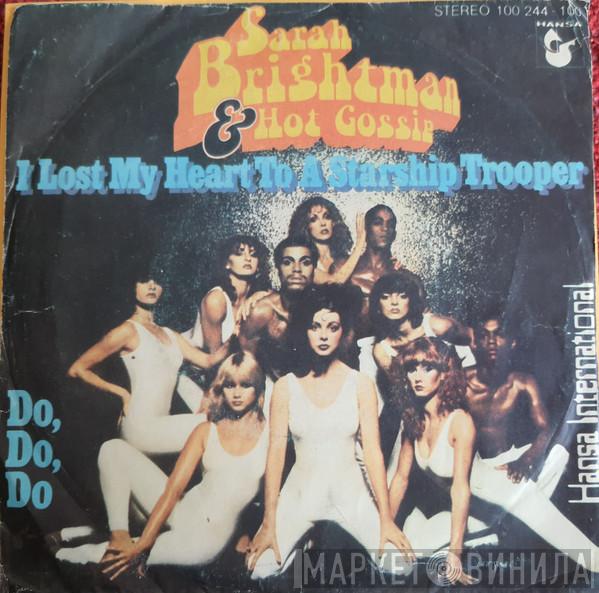 STEREO 100 244 - 100
HANSA
Sarah
Brightman
& Hot Gossip
I Lost My Heart To A Starship Trooper
Do,
Do,
Do
Hansa International
МАРКЕТ ВИНИЛА